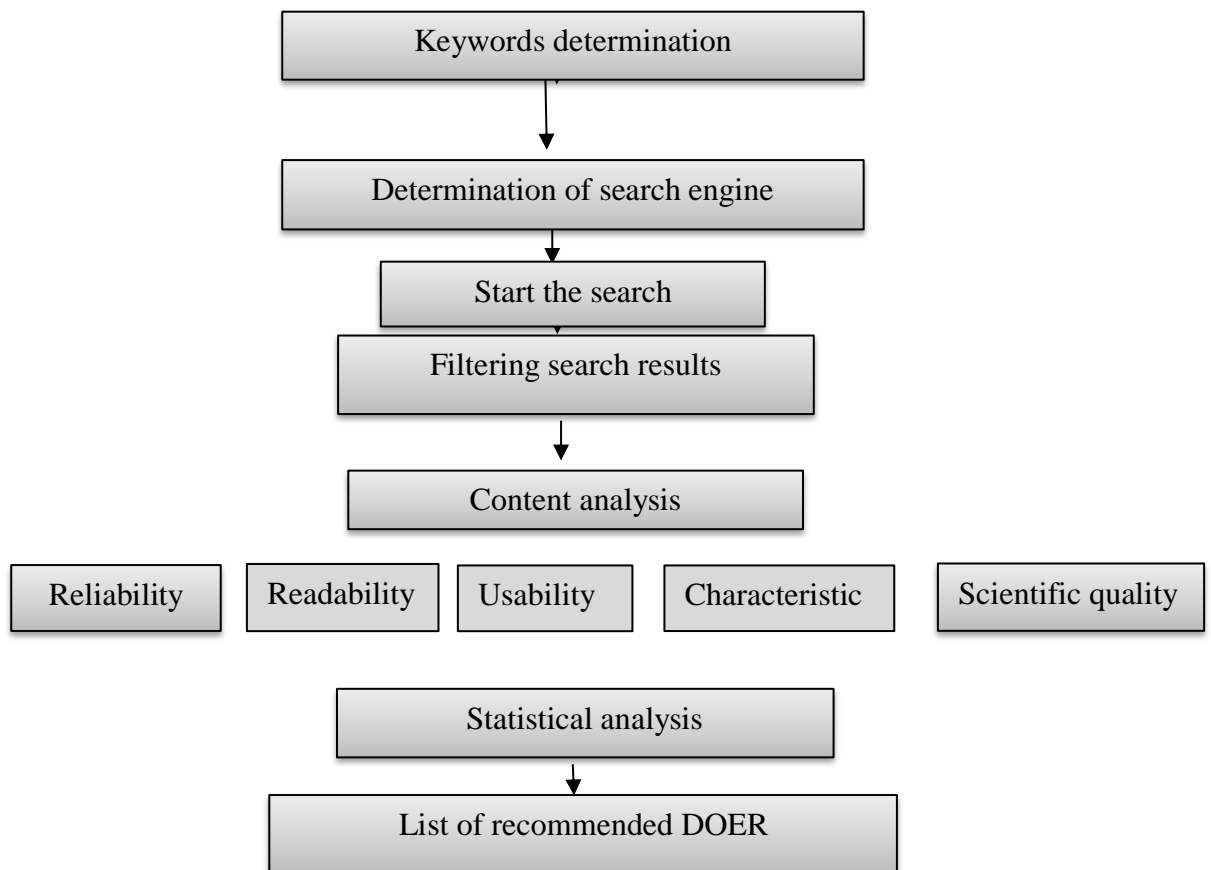 Keywords determination
Determination of search engine
Start the search
Filtering search results
Content analysis
Reliability
Readability
Usability
Characteristic
Scientific quality
Statistical analysis
List of recommended DOER